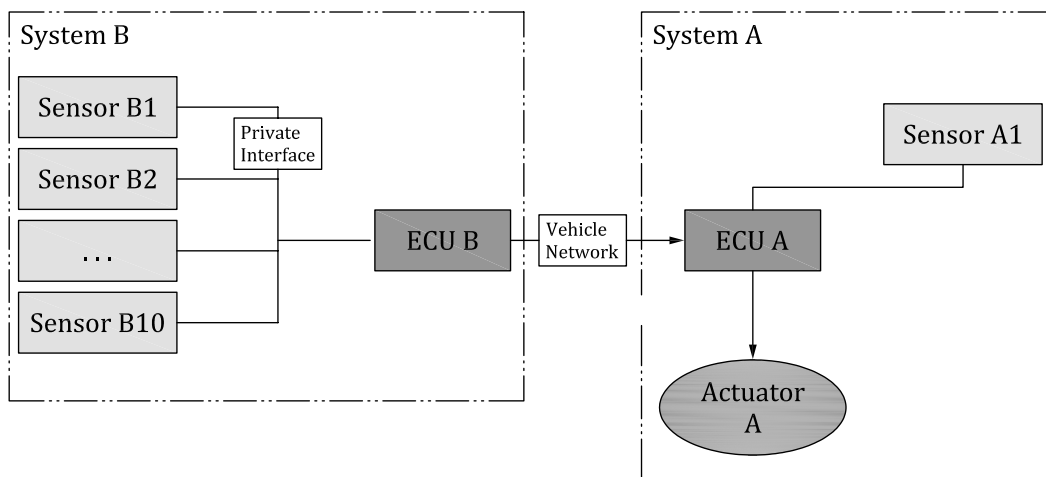 System B
Sensor B1
Private
Interface
Sensor B2
...
Sensor B10
ECU B
Vehicle
Network
System A
Sensor A1
ECU A
Actuator
A